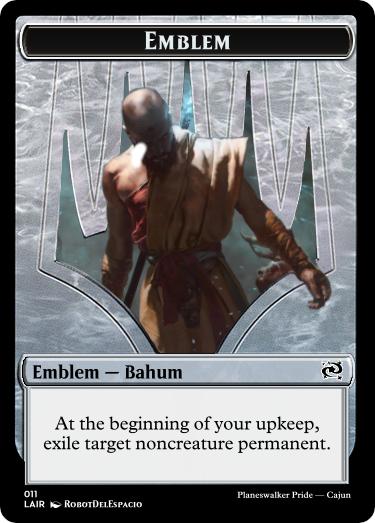 EMBLEM
Emblem — Bahum
At the beginning of your upkeep,
exile target noncreature permanent.
011
LAIR ROBOTDELESPACIO
Planeswalker Pride — Cajun